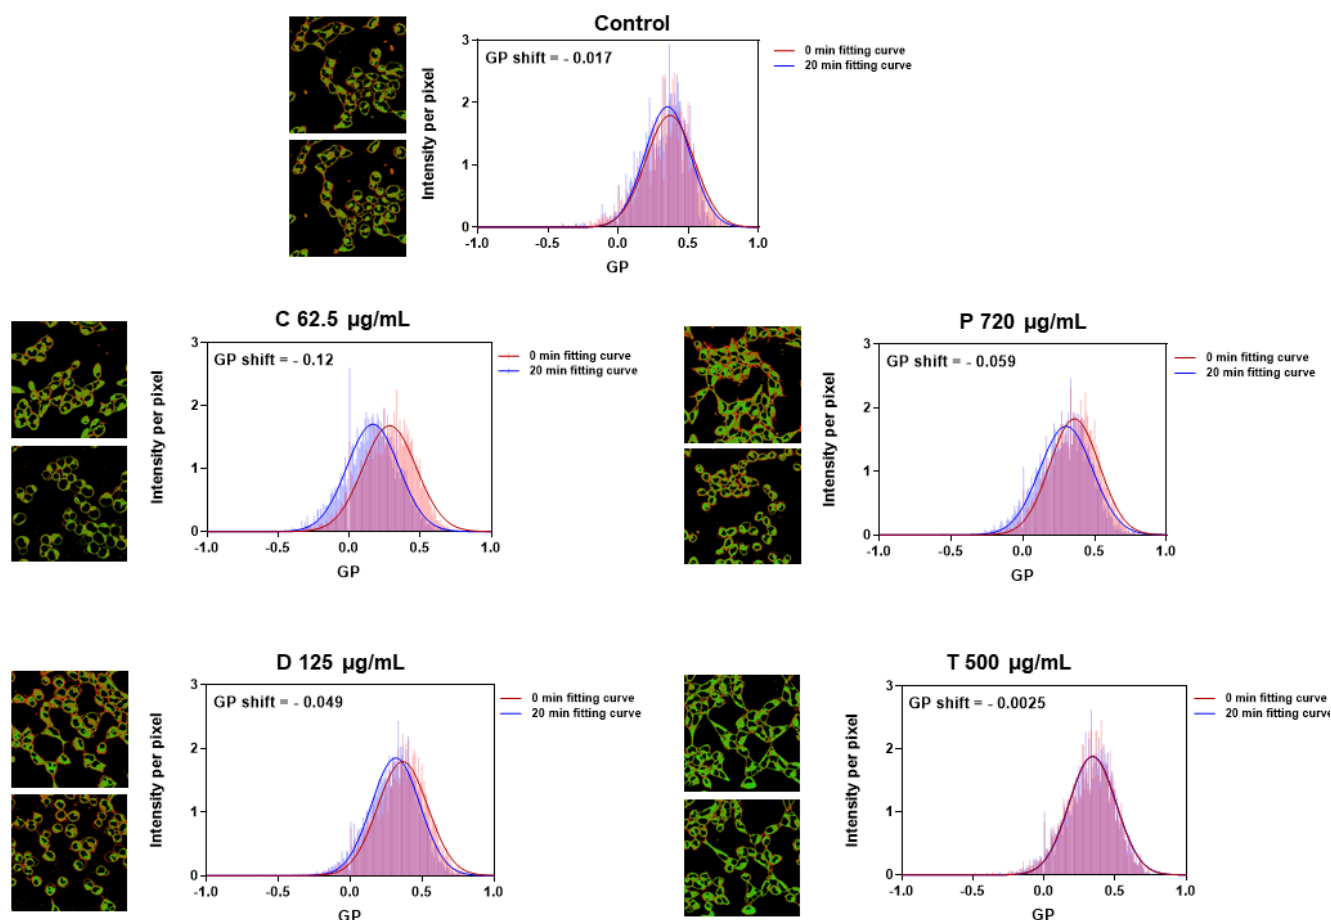 Control
GP shift = - 0.017
0 min fitting curve
20 min fitting curve
Intensity per pixel
3
2
1
0
-1.0 -0.5 0.0 0.5 1.0
GP
C 62.5 µg/mL
GP shift = - 0.12
0 min fitting curve
20 min fitting curve
Intensity per pixel
3
2
1
0
-1.0 -0.5 0.0 0.5 1.0
GP
P 720 µg/mL
GP shift = - 0.059
0 min fitting curve
20 min fitting curve
Intensity per pixel
3
2
1
0
-1.0 -0.5 0.0 0.5 1.0
GP
D 125 µg/mL
GP shift = - 0.049
0 min fitting curve
20 min fitting curve
Intensity per pixel
3
2
1
0
-1.0 -0.5 0.0 0.5 1.0
GP
T 500 µg/mL
GP shift = - 0.0025
0 min fitting curve
20 min fitting curve
Intensity per pixel
3
2
1
0
-1.0 -0.5 0.0 0.5 1.0
GP